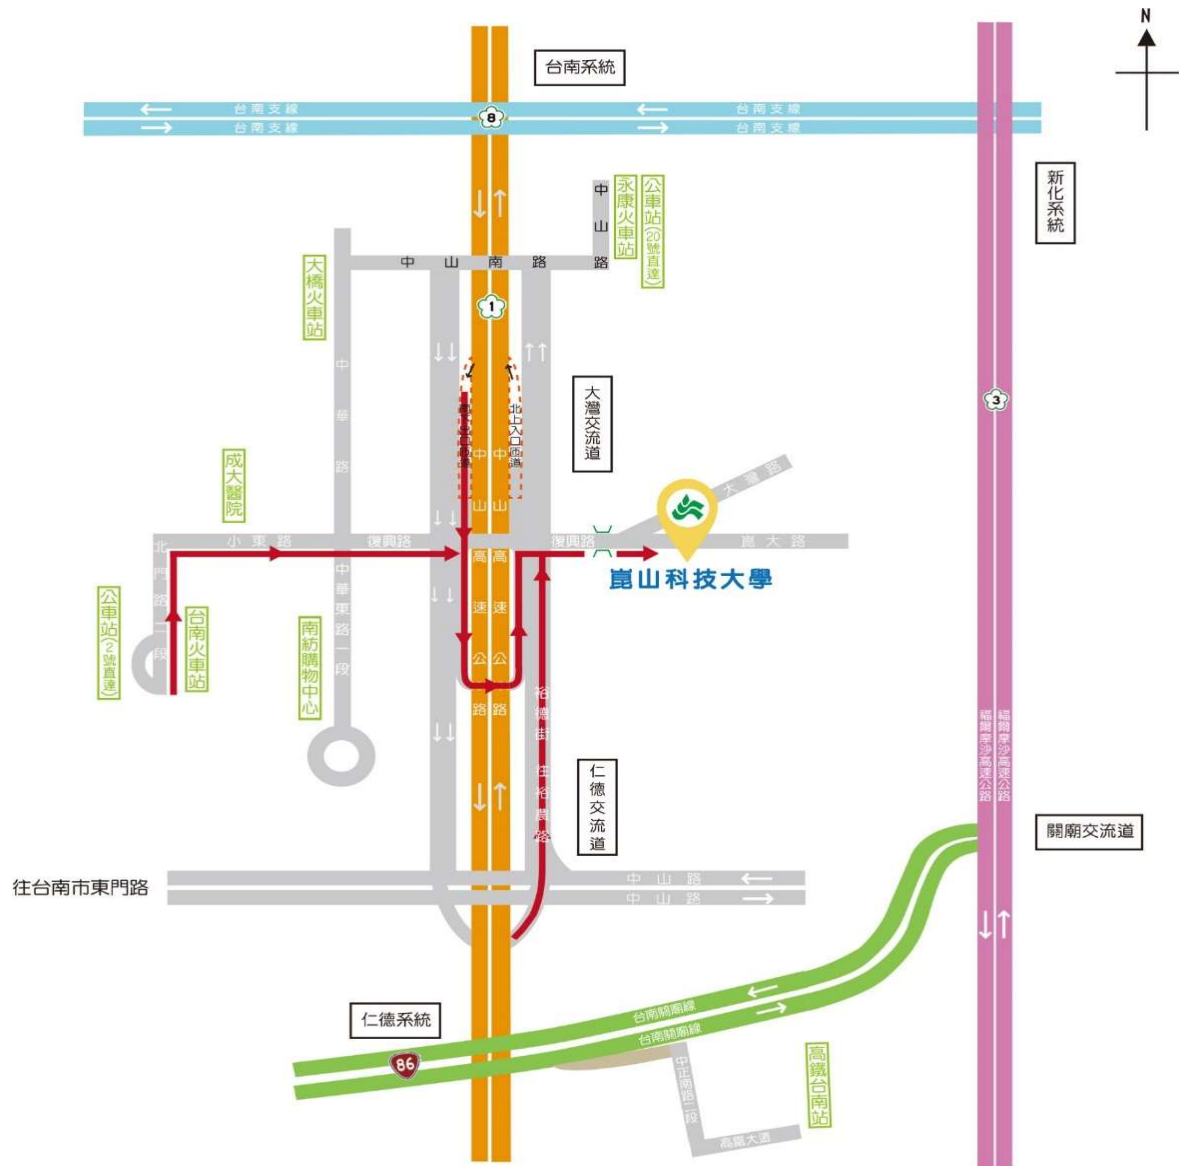 N
台南系統
台南支線
台南支線
台南支線
台南支線
8
新化系統
中山路
永康火車站
公車站(20號直達)
中山南路
大橋火車站
1
3
中華路
大灣交流道
南下出口匝道
北上入口匝道
成大醫院
大灣路
小東路
復興路
復興路
崑大路
崑山科技大學
北門路二段
公車站(2號直達)
台南火車站
中華東路一段
南紡購物中心
中山高速公路
中山高速公路
裕德街 往裕農路
仁德交流道
福爾摩沙高速公路
福爾摩沙高速公路
關廟交流道
往台南市東門路
中山路
中山路
仁德系統
台南關廟線
台南關廟線
86
中正南路二段
高鐵台南站
高鐵大道